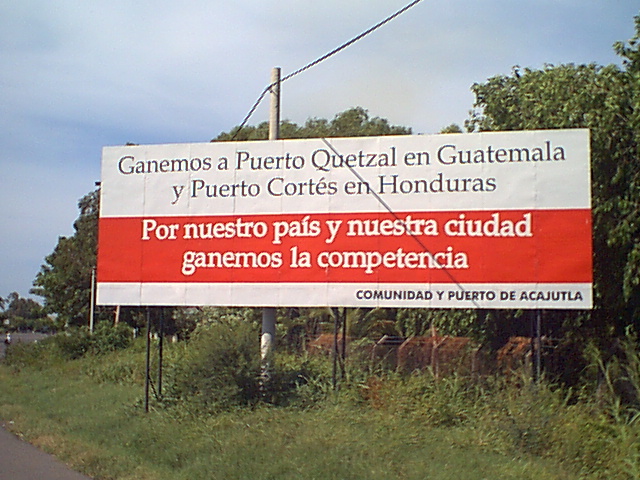 Ganemos a Puerto Quetzal en Guatemala
y Puerto Cortés en Honduras
Por nuestro país y nuestra ciudad
ganemos la competencia
COMUNIDAD Y PUERTO DE ACAJUTLA